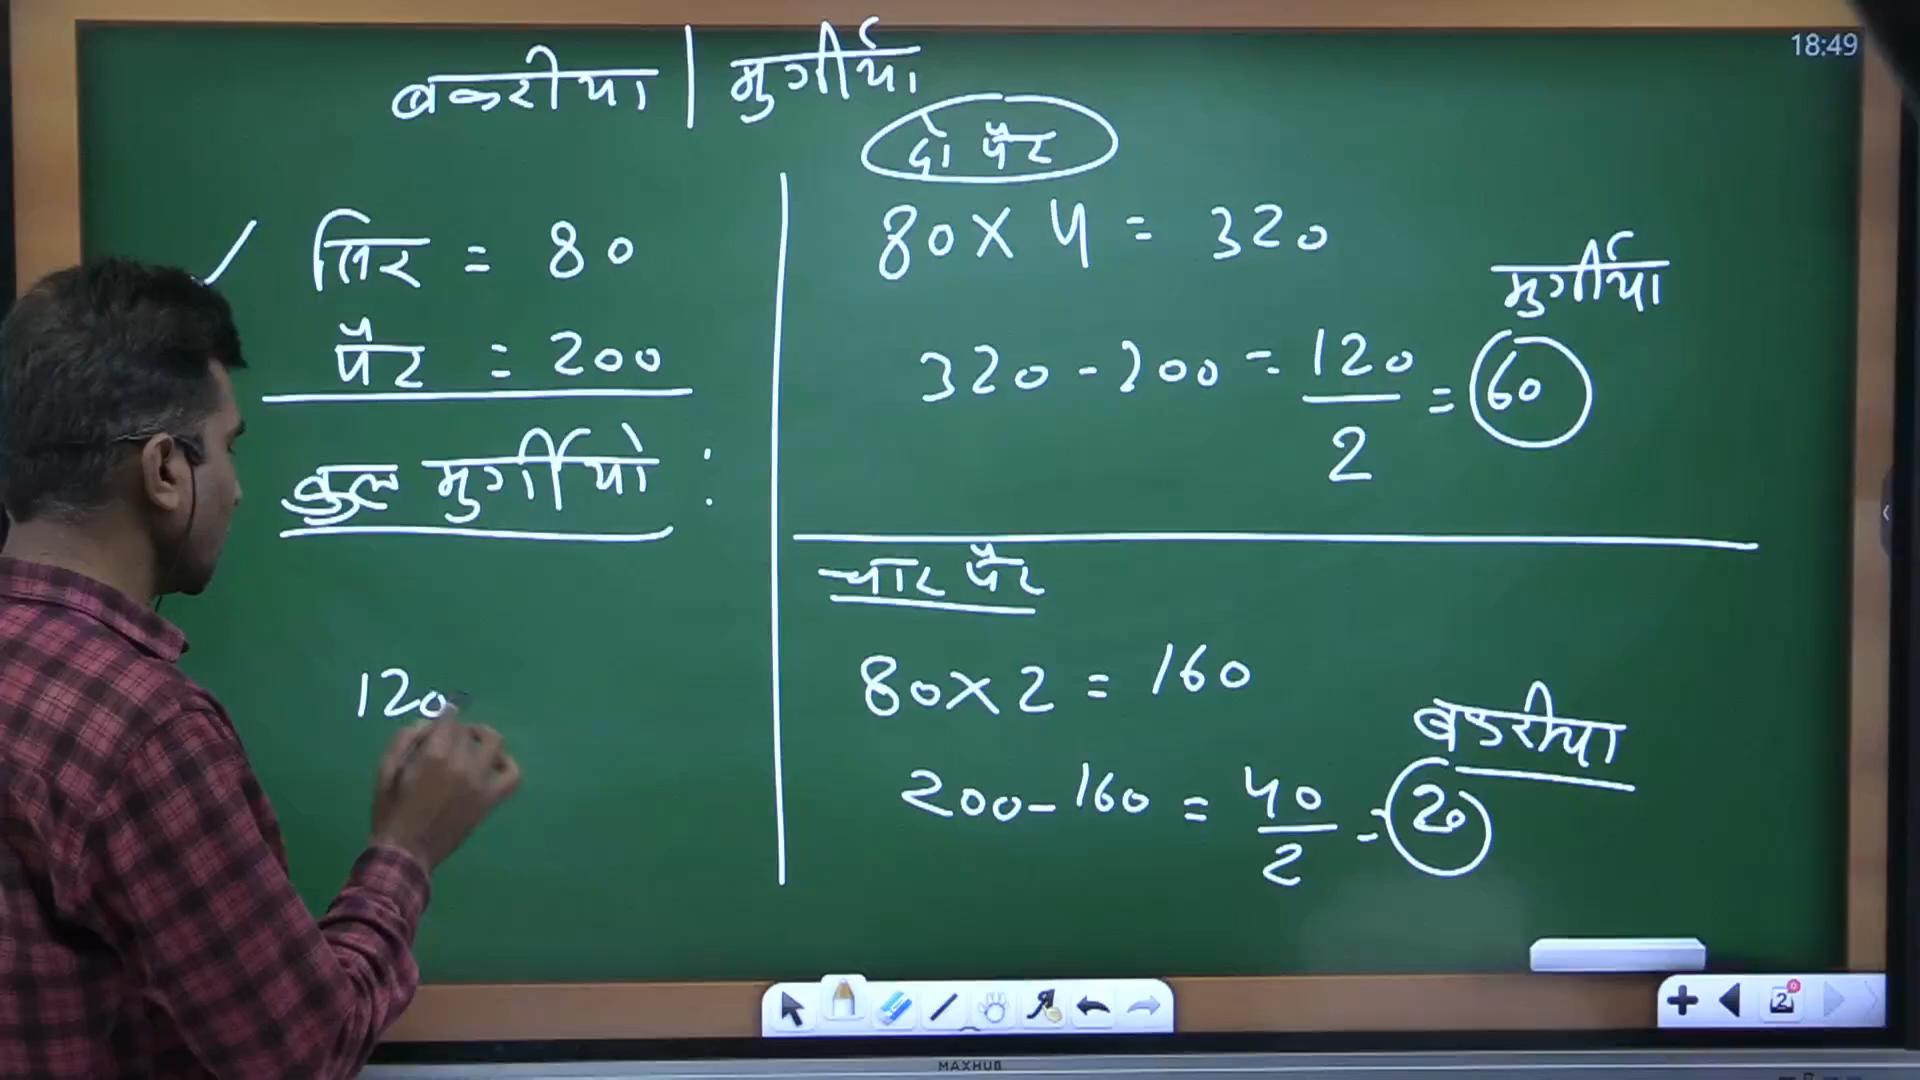 बकरीया | मुर्गीया
18:49
सिर = 80
पैर = 200
कुल मुर्गीयो :
120
दो पैर
80 X 4 = 320
मुर्गीया
320 - 200 = 120/2 = 60
चार पैर
80 X 2 = 160
बकरीया
200 - 160 = 40/2 = 20
2
MAXHUB